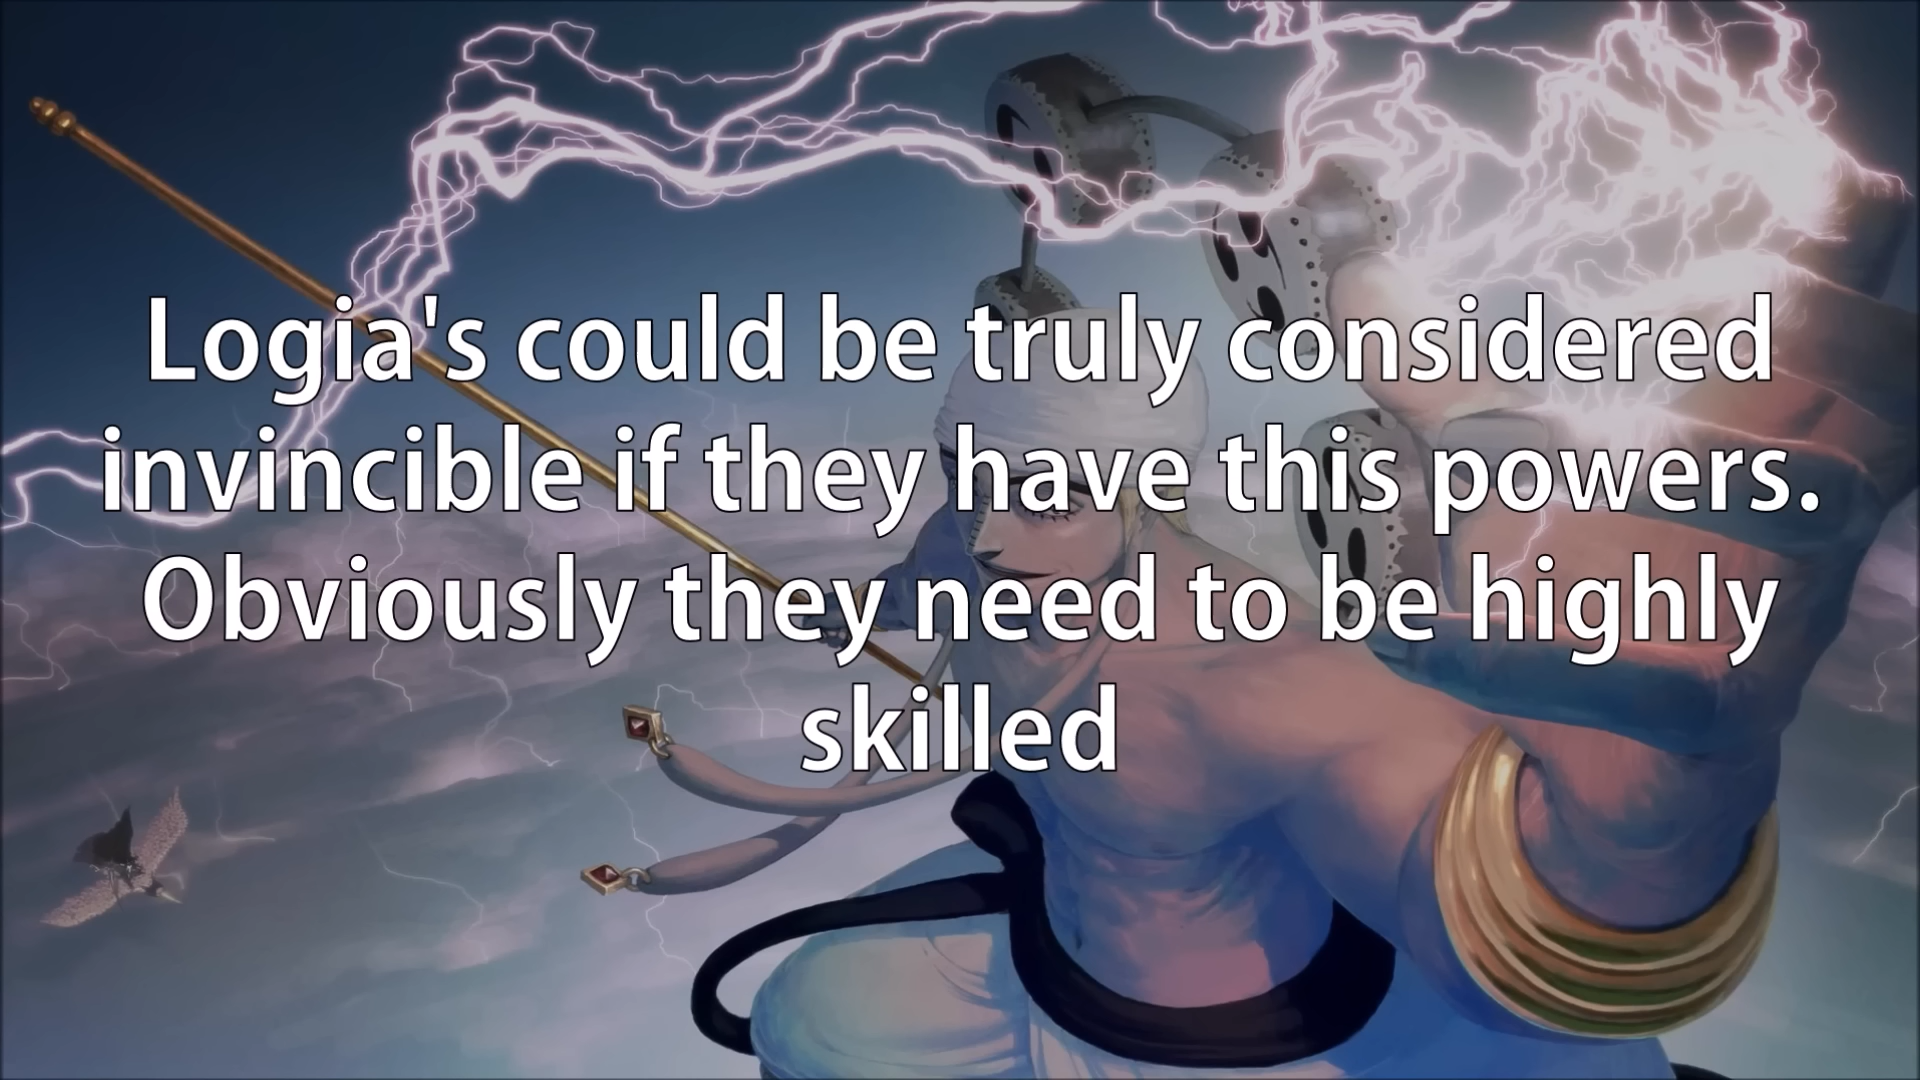 Logia's could be truly considered
invincible if they have this powers.
Obviously they need to be highly
skilled